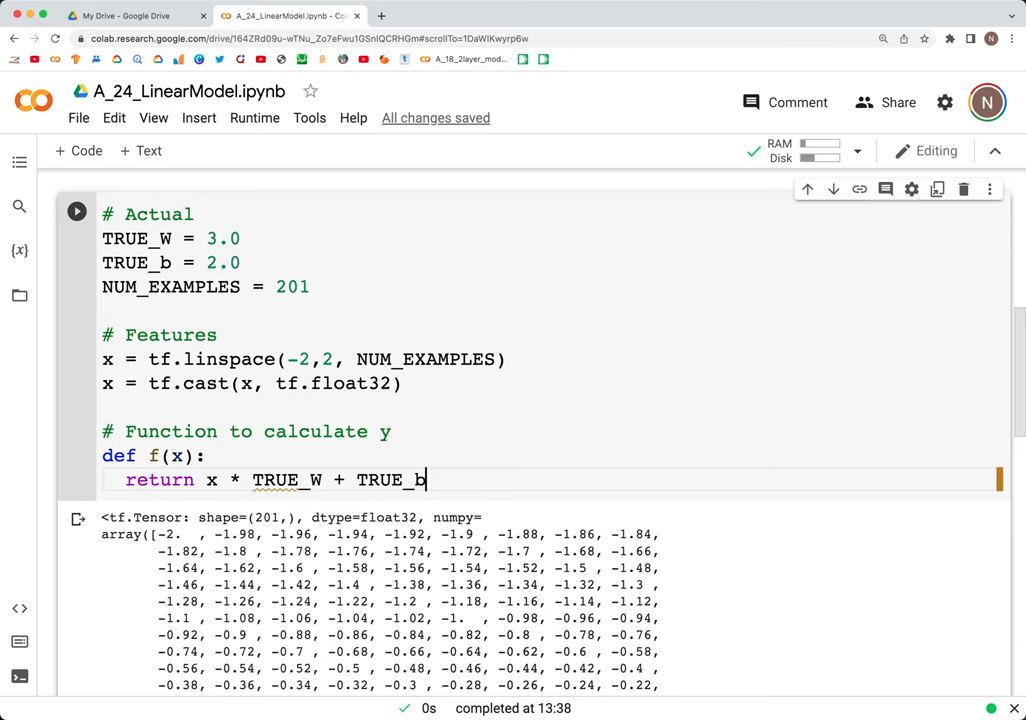 My Drive - Google Drive
A_24_LinearModel.ipynb - Col
colab.research.google.com/drive/164ZRd09u-wTNu_Zo7eFwu1GSnIQCRHGm#scrollTo=1DaWIKwyrp6w
N
A_18_2layer_mod...
A_24_LinearModel.ipynb
Comment
Share
N
File Edit View Insert Runtime Tools Help All changes saved
+ Code + Text
RAM
Disk
Editing
{x}
# Actual
TRUE_W = 3.0
TRUE_b = 2.0
NUM_EXAMPLES = 201
# Features
x = tf.linspace(-2,2, NUM_EXAMPLES)
x = tf.cast(x, tf.float32)
# Function to calculate y
def f(x):
return x * TRUE_W + TRUE_b
<tf.Tensor: shape=(201,), dtype=float32, numpy=
array([-2. , -1.98, -1.96, -1.94, -1.92, -1.9 , -1.88, -1.86, -1.84,
-1.82, -1.8 , -1.78, -1.76, -1.74, -1.72, -1.7 , -1.68, -1.66,
-1.64, -1.62, -1.6 , -1.58, -1.56, -1.54, -1.52, -1.5 , -1.48,
-1.46, -1.44, -1.42, -1.4 , -1.38, -1.36, -1.34, -1.32, -1.3 ,
-1.28, -1.26, -1.24, -1.22, -1.2 , -1.18, -1.16, -1.14, -1.12,
-1.1 , -1.08, -1.06, -1.04, -1.02, -1. , -0.98, -0.96, -0.94,
-0.92, -0.9 , -0.88, -0.86, -0.84, -0.82, -0.8 , -0.78, -0.76,
-0.74, -0.72, -0.7 , -0.68, -0.66, -0.64, -0.62, -0.6 , -0.58,
-0.56, -0.54, -0.52, -0.5 , -0.48, -0.46, -0.44, -0.42, -0.4 ,
-0.38, -0.36, -0.34, -0.32, -0.3 , -0.28, -0.26, -0.24, -0.22,
0s completed at 13:38